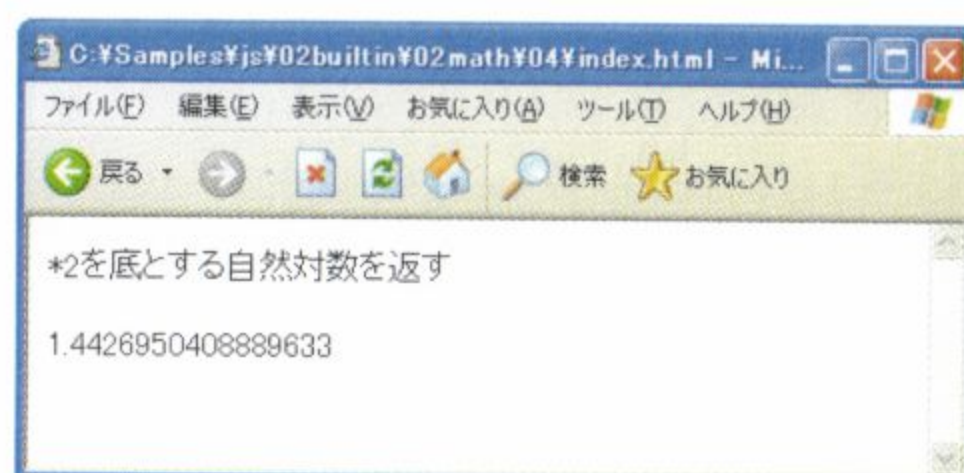 C:¥Samples¥js¥02builtin¥02math¥04¥index.html - Mi...
ファイル(F) 編集(E) 表示(V) お気に入り(A) ツール(T) ヘルプ(H)
戻る 検索 お気に入り
*2を底とする自然対数を返す
1.4426950408889633